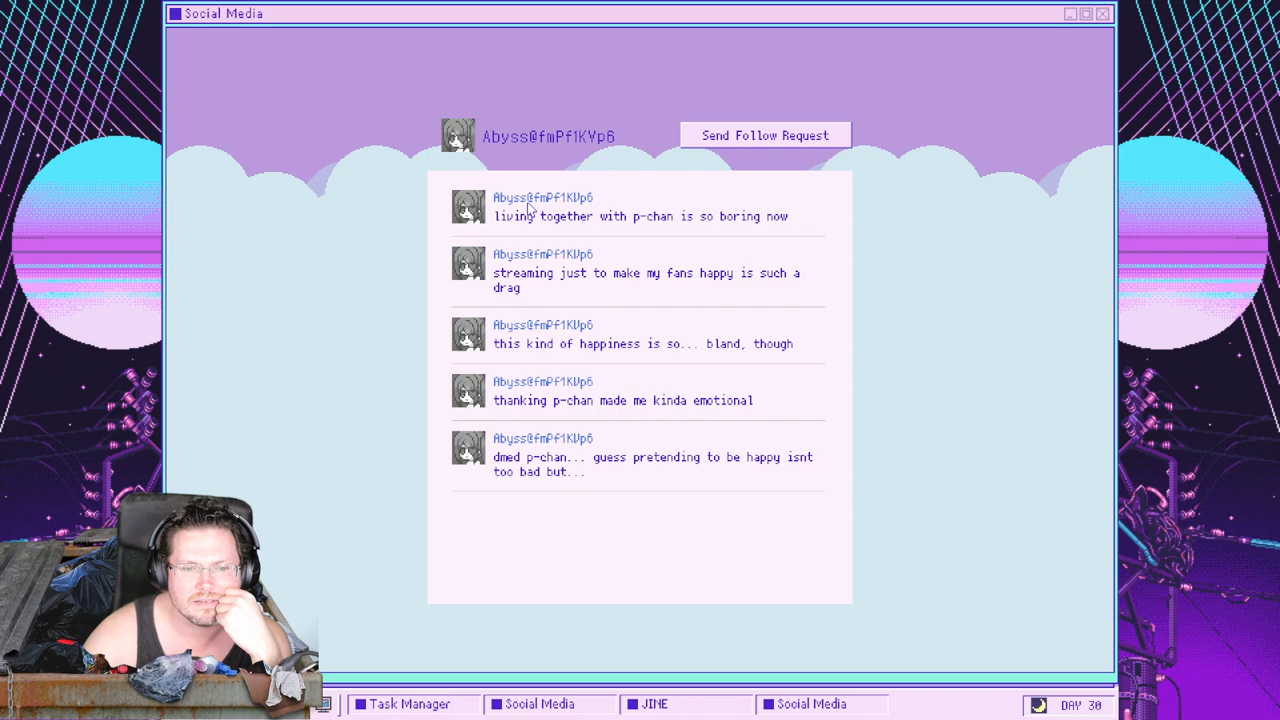 Social Media
Abyss@fmPf1KVp6
Send Follow Request
Abyss@fmPf1KVp6
living together with p-chan is so boring now
Abyss@fmPf1KVp6
streaming just to make my fans happy is such a
drag
Abyss@fmPf1KVp6
this kind of happiness is so... bland, though
Abyss@fmPf1KVp6
thanking p-chan made me kinda emotional
Abyss@fmPf1KVp6
dmed p-chan... guess pretending to be happy isnt
too bad but...
Task Manager
Social Media
JINE
Social Media
DAY 30